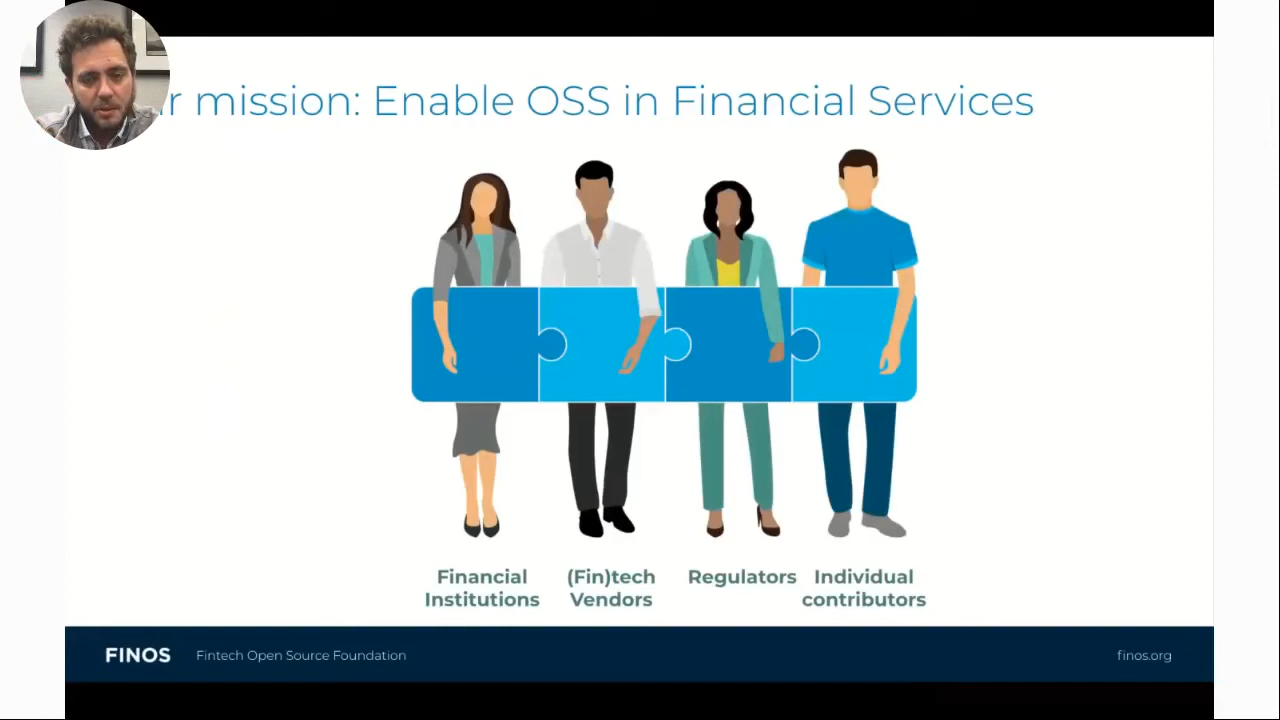 mission: Enable OSS in Financial Services
Financial
Institutions
(Fin)tech
Vendors
Regulators
Individual
contributors
FINOS
Fintech Open Source Foundation
finos.org